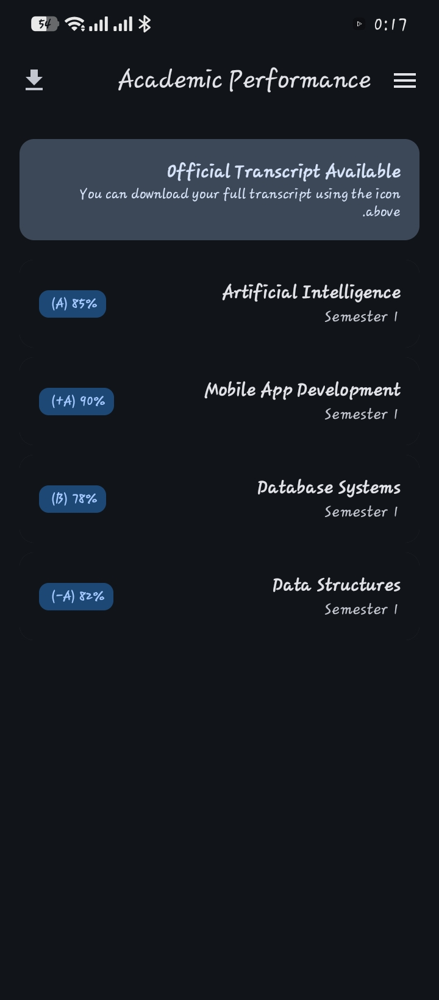 54
0:17
Academic Performance
Official Transcript Available
You can download your full transcript using the icon
.above
Artificial Intelligence
(A) 85%
Semester 1
Mobile App Development
(+A) 90%
Semester 1
Database Systems
(B) 78%
Semester 1
Data Structures
(-A) 82%
Semester 1